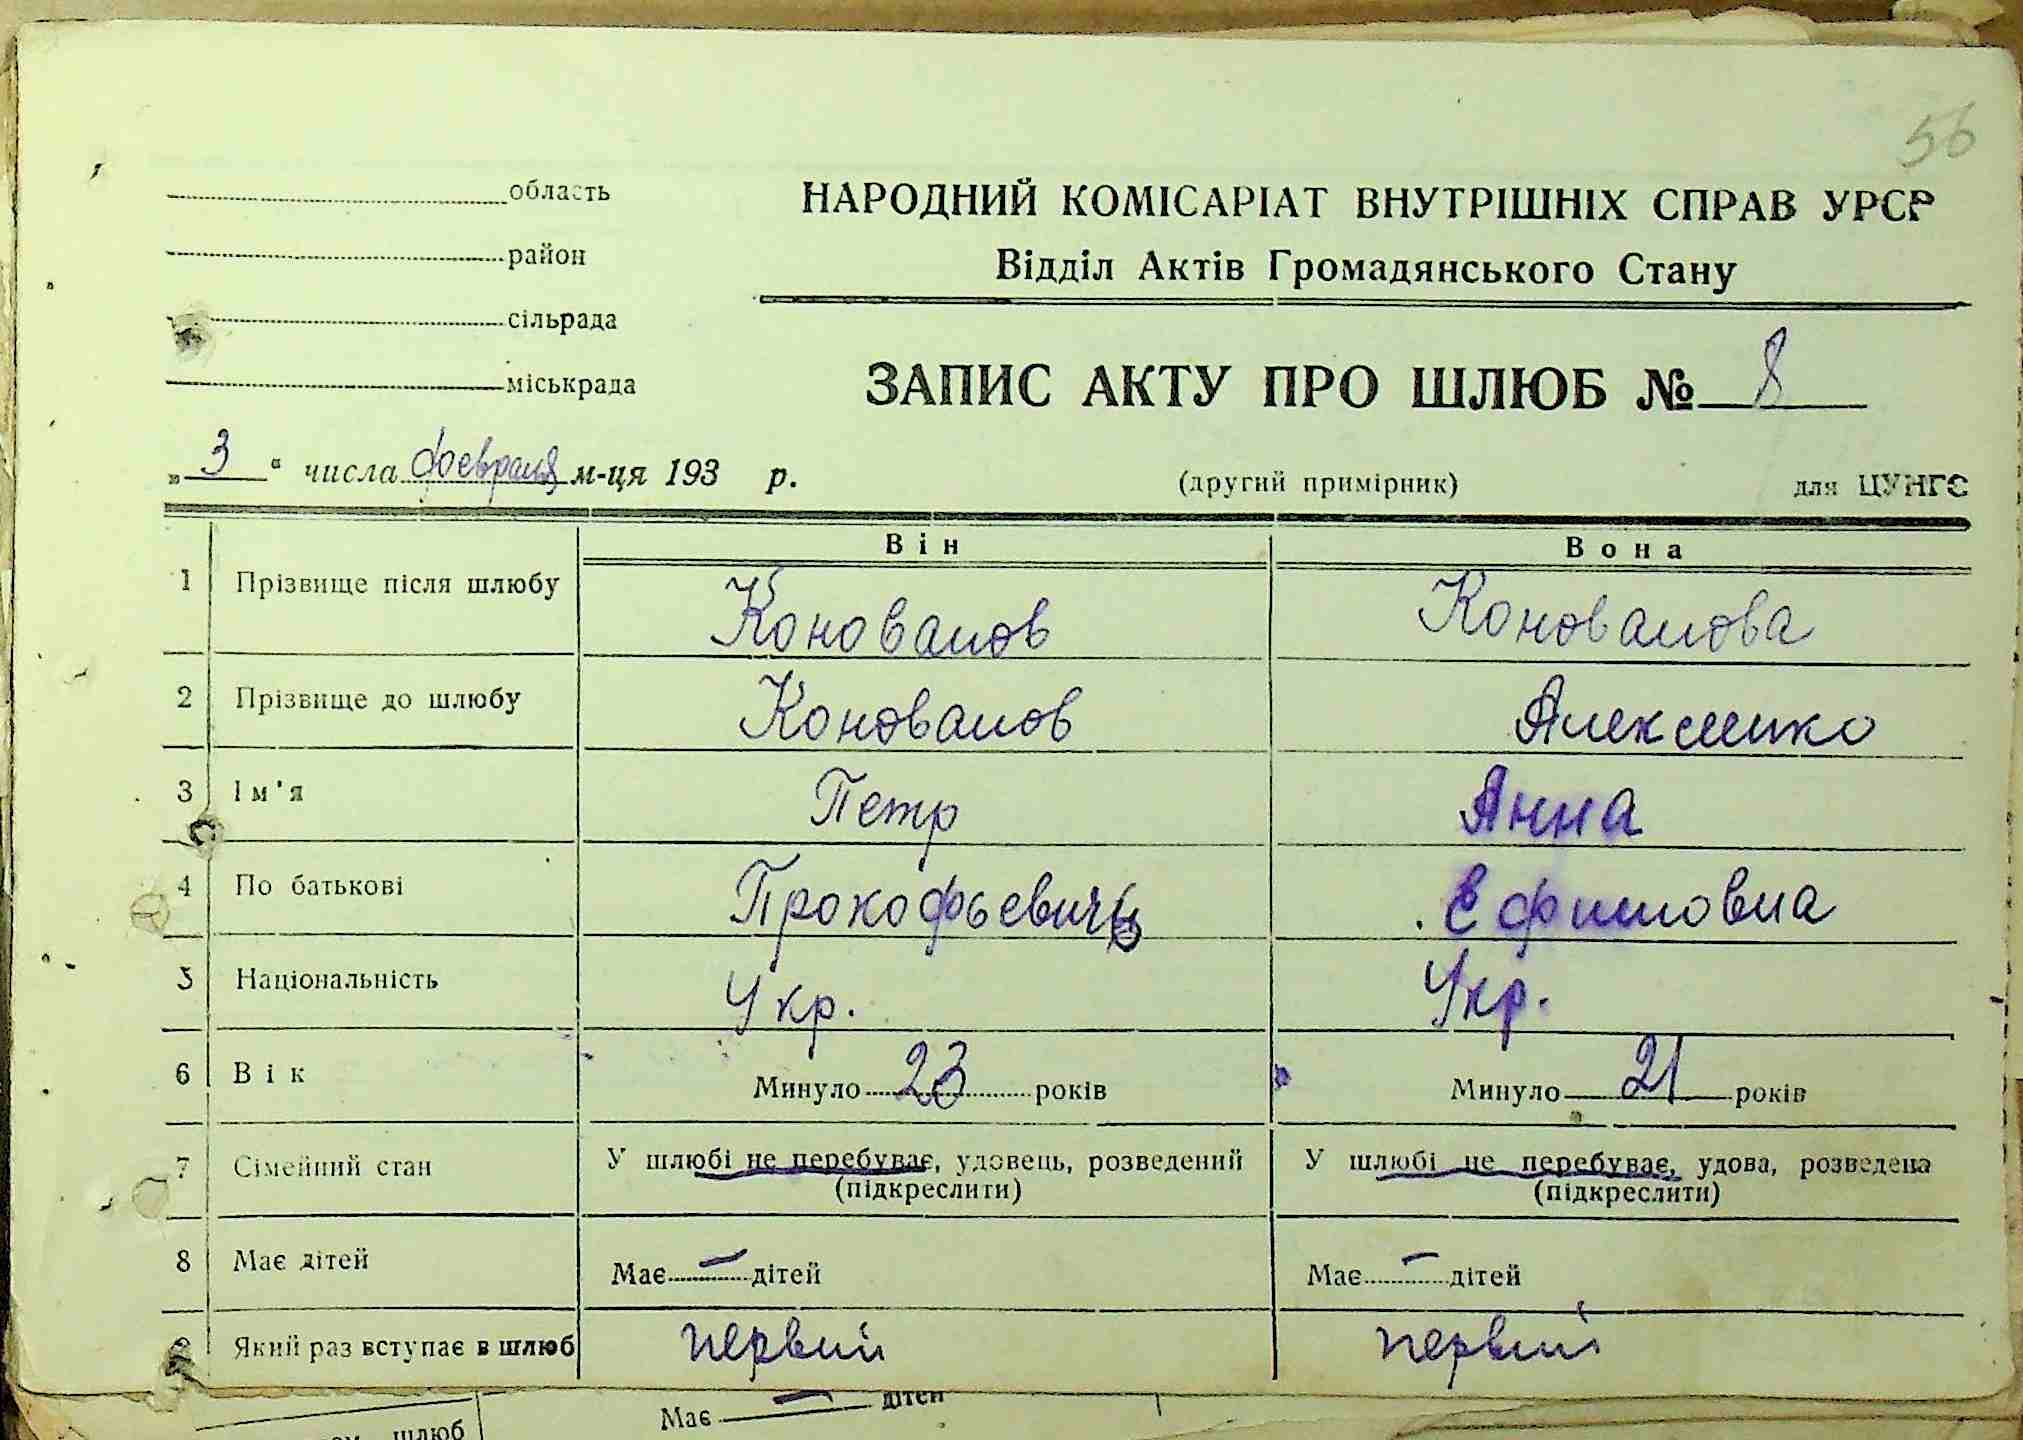 56
область
район
сільрада
міськрада
НАРОДНИЙ КОМІСАРІАТ ВНУТРІШНІХ СПРАВ УРСР
Відділ Актів Громадянського Стану
ЗАПИС АКТУ ПРО ШЛЮБ № 8
„ 3 " числа февраля м-ця 193 р.
(другий примірник) для ЦУНГО
Він Вона
1 Прізвище після шлюбу Коновалов Коновалова
2 Прізвище до шлюбу Коновалов Алексеенко
3 Ім'я Петр Анна
4 По батькові Прокофьевич Ефимовна
5 Національність Укр. Укр.
6 Вік Минуло 23 років Минуло 21 років
7 Сімейний стан У шлюбі не перебуває, удовець, розведений У шлюбі не перебуває, удова, розведена
(підкреслити) (підкреслити)
8 Має дітей Має — дітей Має — дітей
9 Який раз вступає в шлюб первий первий
шлюб Має — дітей